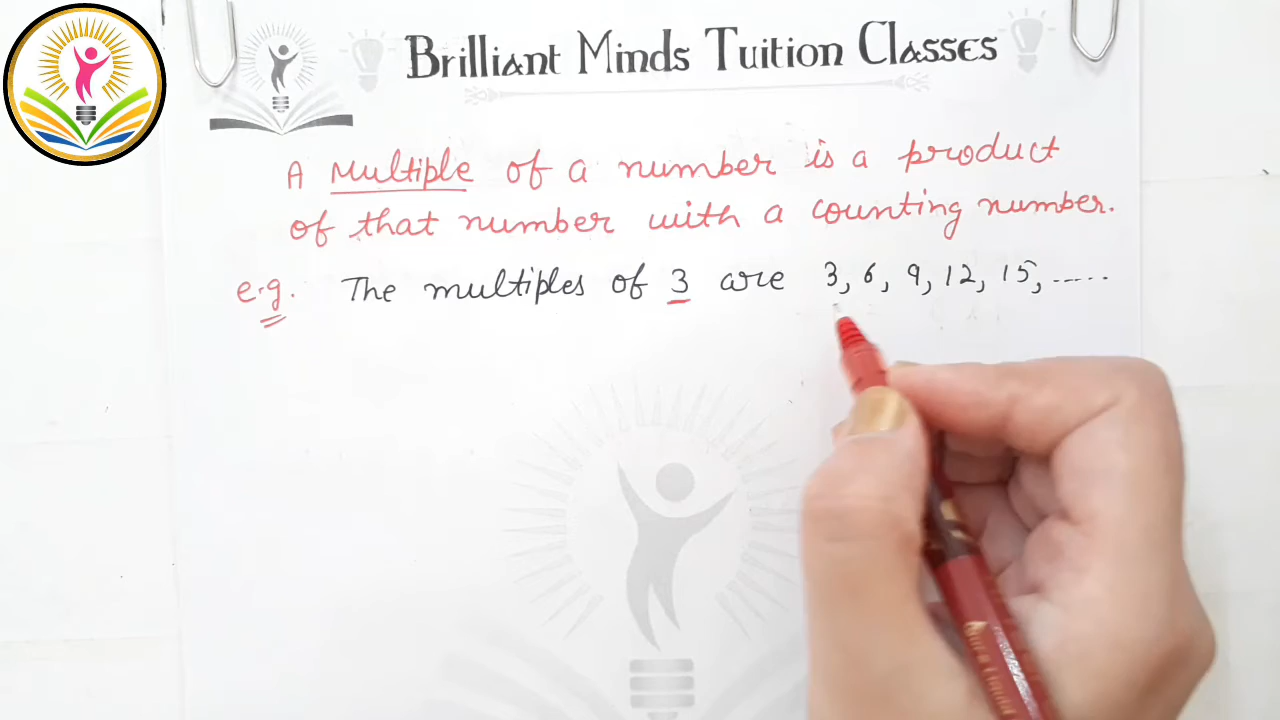 Brilliant Minds Tuition Classes
A Multiple of a number is a product
of that number with a counting number.
e.g. The multiples of 3 are 3, 6, 9, 12, 15, .....